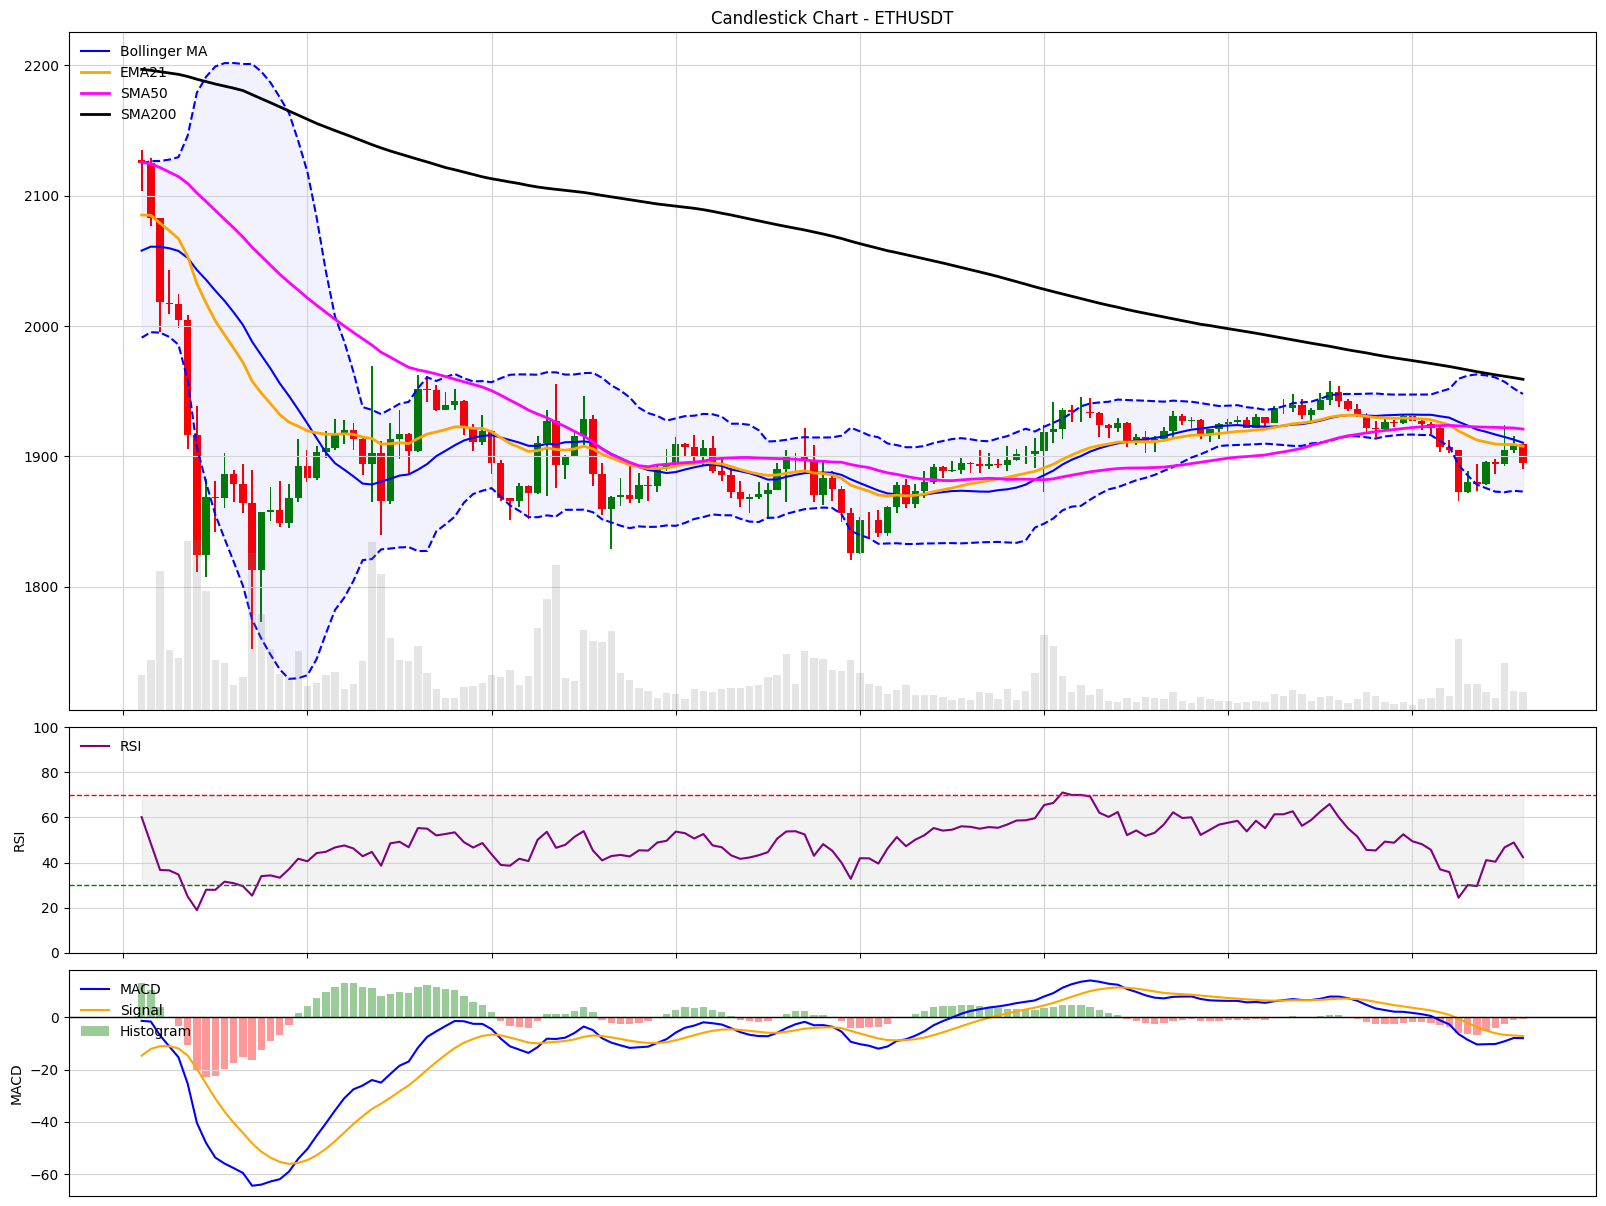 Candlestick Chart - ETHUSDT
Bollinger MA
EMA21
SMA50
SMA200
2200
2100
2000
1900
1800
RSI
100
80
60
40
20
0
RSI
MACD
Signal
Histogram
0
−20
−40
−60
MACD